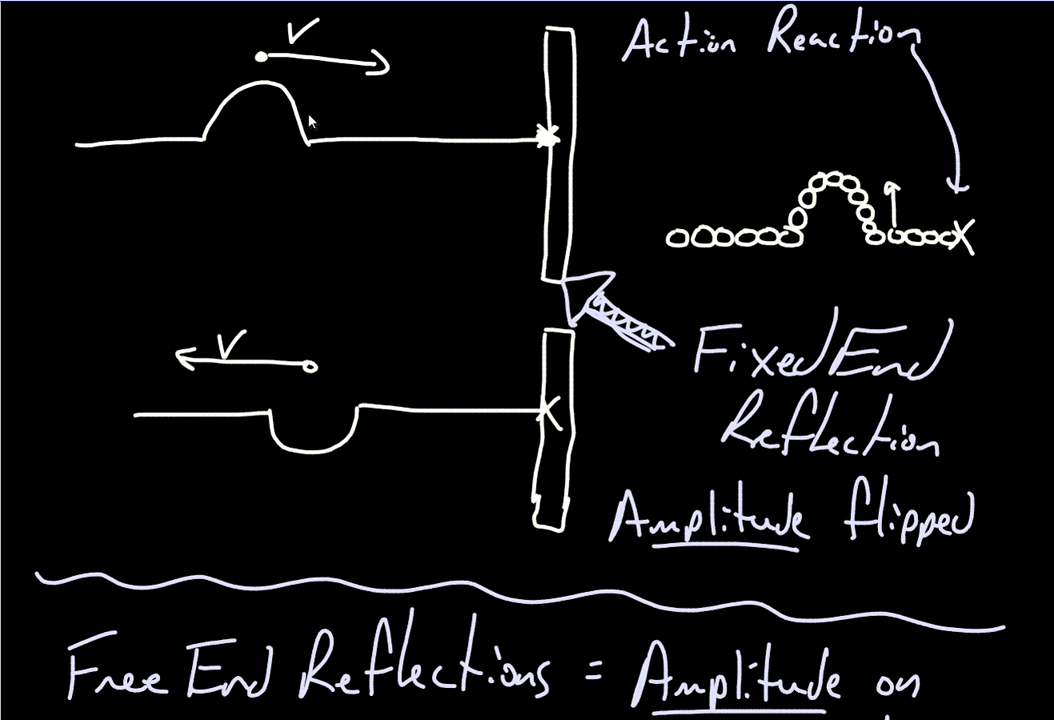 V
Action Reaction
V
Fixed End
Reflection
Amplitude flipped
Free End Reflections = Amplitude on